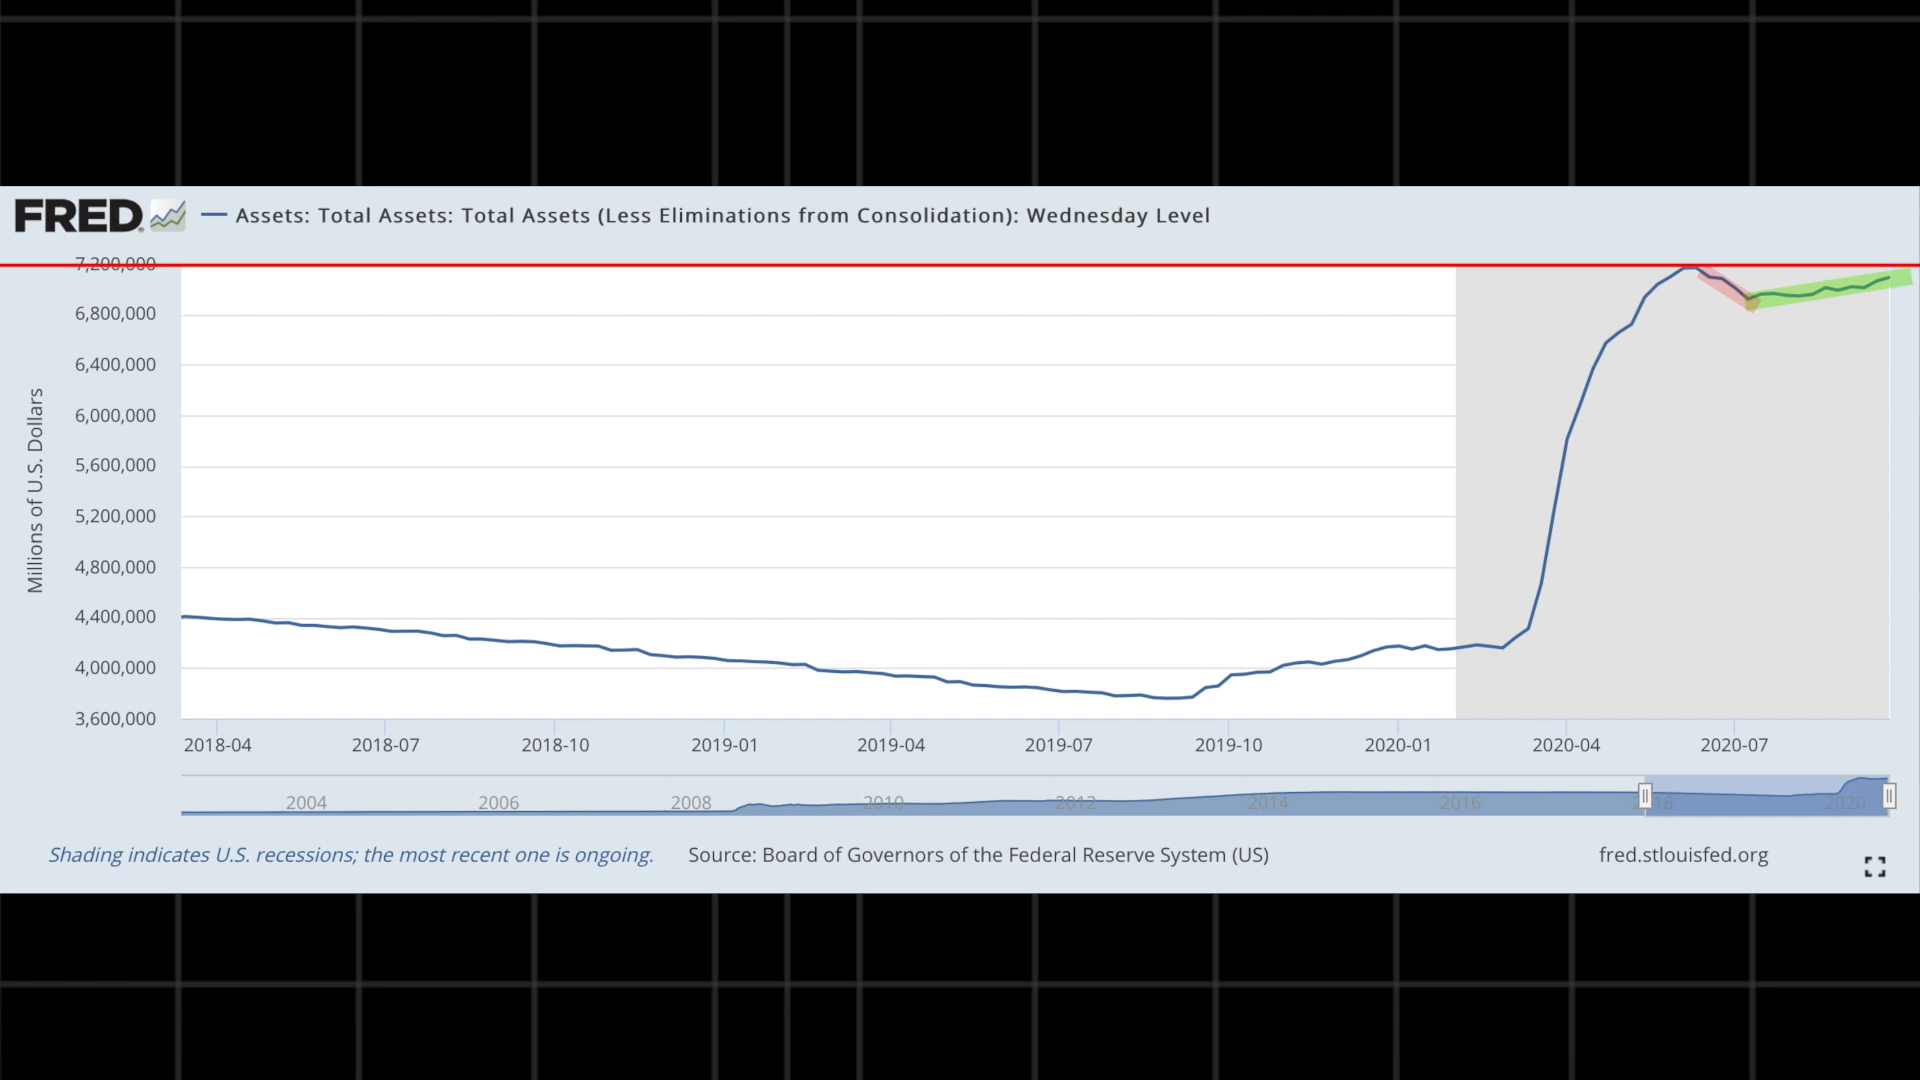 FRED
Assets: Total Assets: Total Assets (Less Eliminations from Consolidation): Wednesday Level
7,200,000
6,800,000
6,400,000
6,000,000
5,600,000
5,200,000
4,800,000
4,400,000
4,000,000
3,600,000
Millions of U.S. Dollars
2018-04 2018-07 2018-10 2019-01 2019-04 2019-07 2019-10 2020-01 2020-04 2020-07
2004 2006 2008 2010 2012 2014 2016 18 2020
Shading indicates U.S. recessions; the most recent one is ongoing. Source: Board of Governors of the Federal Reserve System (US) fred.stlouisfed.org